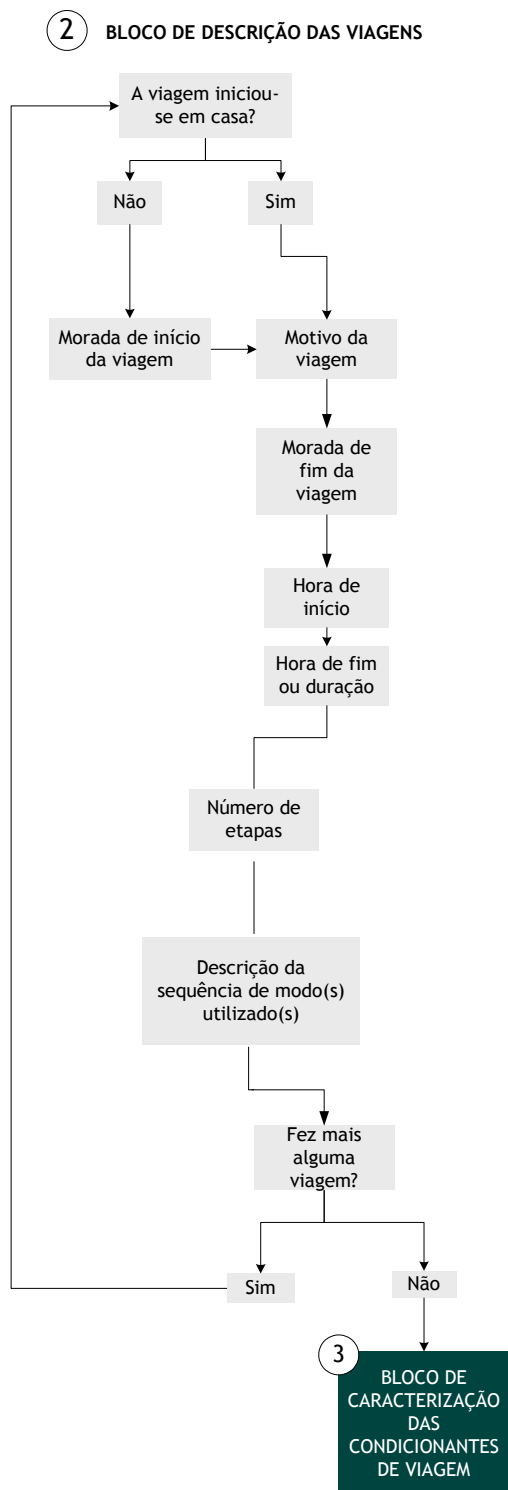 2 BLOCO DE DESCRIÇÃO DAS VIAGENS
A viagem iniciou-
se em casa?
Não
Sim
Morada de início
da viagem
Motivo da
viagem
Morada de
fim da
viagem
Hora de
início
Hora de fim
ou duração
Número de
etapas
Descrição da
sequência de modo(s)
utilizado(s)
Fez mais
alguma
viagem?
Sim
Não
3
BLOCO DE
CARACTERIZAÇÃO
DAS
CONDICIONANTES
DE VIAGEM